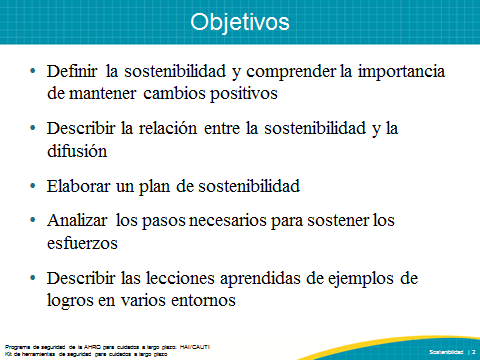 Objetivos
• Definir la sostenibilidad y comprender la importancia
de mantener cambios positivos
• Describir la relación entre la sostenibilidad y la
difusión
• Elaborar un plan de sostenibilidad
• Analizar los pasos necesarios para sostener los
esfuerzos
• Describir las lecciones aprendidas de ejemplos de
logros en varios entornos
Programa de seguridad de la AHRQ para cuidados a largo plazo: HAI/CAUTI
Kit de herramientas de seguridad para cuidados a largo plazo
Sostenibilidad | 2